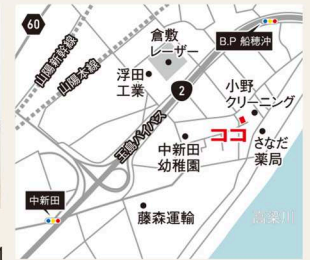 60
倉敷
レーザー
B.P 船穂沖
山陽新幹線
山陽本線
浮田
工業
2
小野
クリーニング
玉島バイパス
ココ
中新田
幼稚園
さなだ
薬局
中新田
藤森運輸
高梁川